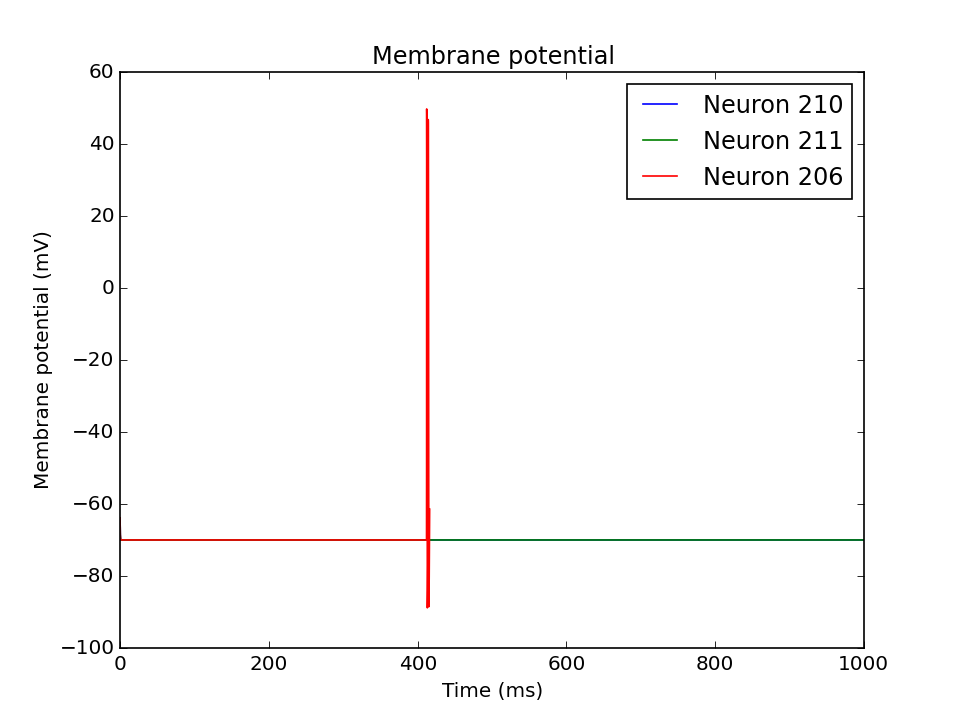 Membrane potential
60
40
20
0
−20
−40
−60
−80
−100
Membrane potential (mV)
Neuron 210
Neuron 211
Neuron 206
0 200 400 600 800 1000
Time (ms)